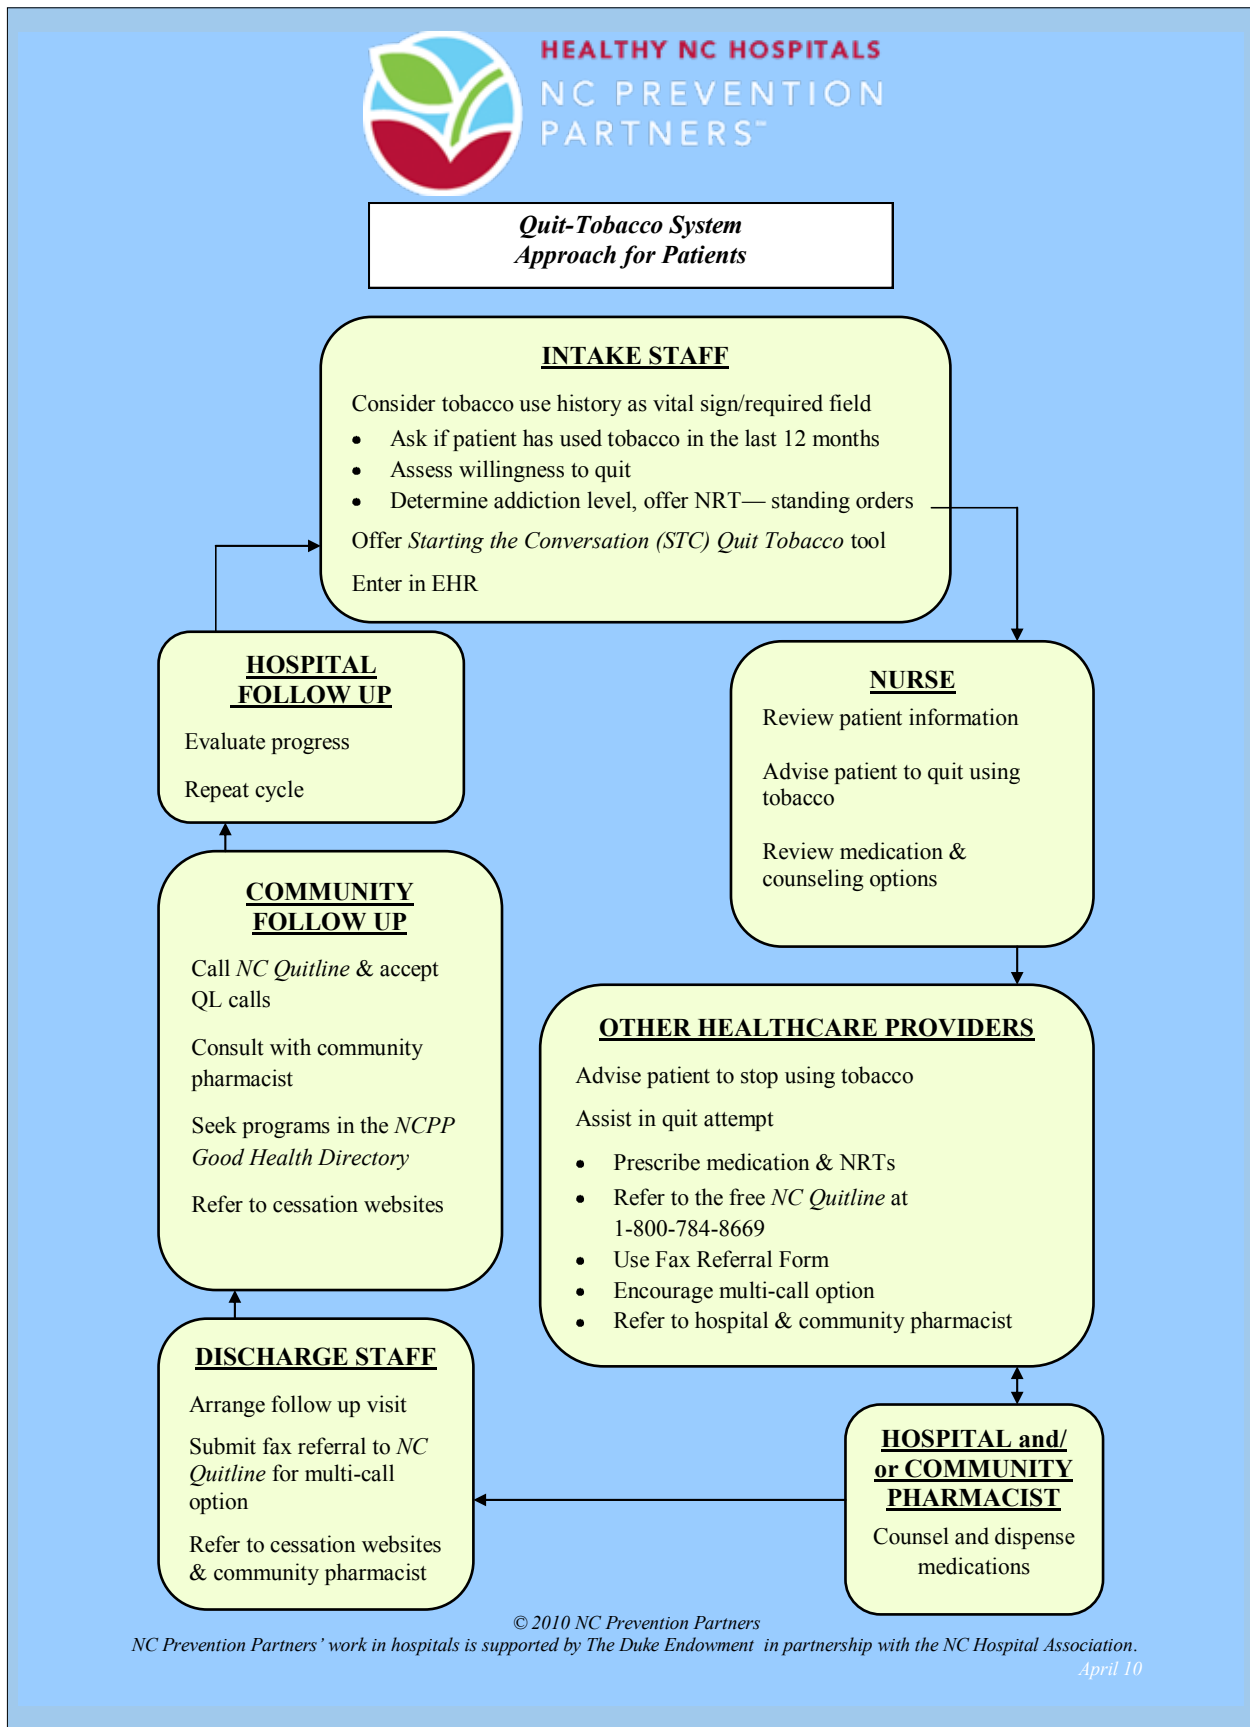 HEALTHY NC HOSPITALS
NC PREVENTION
PARTNERS™
Quit-Tobacco System
Approach for Patients
INTAKE STAFF
Consider tobacco use history as vital sign/required field
• Ask if patient has used tobacco in the last 12 months
• Assess willingness to quit
• Determine addiction level, offer NRT— standing orders
Offer Starting the Conversation (STC) Quit Tobacco tool
Enter in EHR
NURSE
Review patient information
Advise patient to quit using
tobacco
Review medication &
counseling options
OTHER HEALTHCARE PROVIDERS
Advise patient to stop using tobacco
Assist in quit attempt
• Prescribe medication & NRTs
• Refer to the free NC Quitline at
1-800-784-8669
• Use Fax Referral Form
• Encourage multi-call option
• Refer to hospital & community pharmacist
HOSPITAL and/
or COMMUNITY
PHARMACIST
Counsel and dispense
medications
DISCHARGE STAFF
Arrange follow up visit
Submit fax referral to NC
Quitline for multi-call
option
Refer to cessation websites
& community pharmacist
COMMUNITY
FOLLOW UP
Call NC Quitline & accept
QL calls
Consult with community
pharmacist
Seek programs in the NCPP
Good Health Directory
Refer to cessation websites
HOSPITAL
FOLLOW UP
Evaluate progress
Repeat cycle
© 2010 NC Prevention Partners
NC Prevention Partners' work in hospitals is supported by The Duke Endowment in partnership with the NC Hospital Association.
April 10